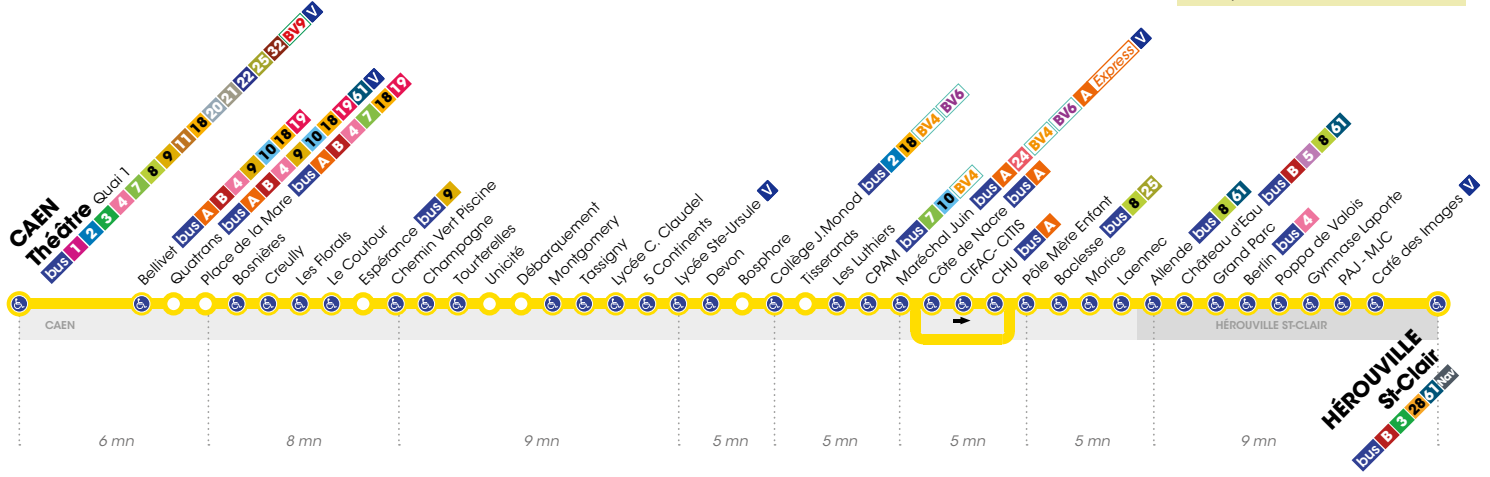 CAEN
Théâtre Quai 1
bus 1 2 3 4 7 8 9 11 18 20 21 22 25 32 BV9 V
Bellivet bus A B 4 9 10 18 19
Quatrans bus A B 4 9 10 18 19 61 V
Place de la Mare bus A B 4 7 18 19
Bosnières
Creully
Les Florals
Le Coutour
Espérance bus 9
Chemin Vert Piscine
Champagne
Tourterelles
Unicité
Débarquement
Montgomery
Tassigny
Lycée C. Claudel
5 Continents
Lycée Ste-Ursule V
Devon
Bosphore
Collège J.Monod bus 2 18 BV4 BV6
Tisserands
Les Luthiers
CPAM bus 7 10 BV4
Maréchal Juin bus A 24 BV4 BV6 A Express V
Côte de Nacre bus A
CIFAC-CITIS
CHU bus A
Pôle Mère Enfant
Baclesse bus 8 25
Morice
Laennec
Allende bus 8 61
Château d'Eau bus B 5 8 61
Grand Parc
Berlin bus 4
Poppa de Valois
Gymnase Laporte
PAJ - MJC
Café des Images V
HÉROUVILLE
St-Clair
bus B 3 28 61 Nav
CAEN
HÉROUVILLE ST-CLAIR
6 mn
8 mn
9 mn
5 mn
5 mn
5 mn
5 mn
9 mn